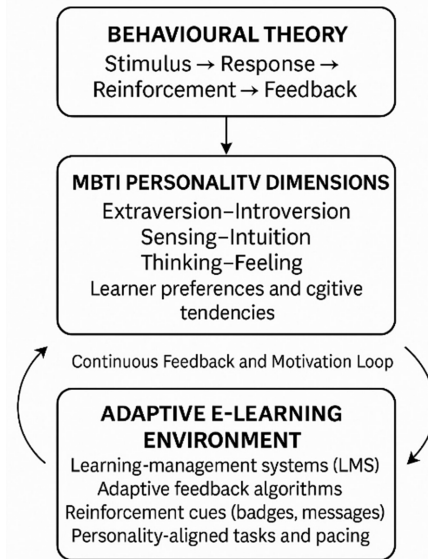 BEHAVIOURAL THEORY
Stimulus → Response →
Reinforcement → Feedback
MBTI PERSONALITV DIMENSIONS
Extraversion–Introversion
Sensing–Intuition
Thinking–Feeling
Learner preferences and cgitive
tendencies
Continuous Feedback and Motivation Loop
ADAPTIVE E-LEARNING
ENVIRONMENT
Learning-management systems (LMS)
Adaptive feedback algorithms
Reinforcement cues (badges, messages)
Personality-aligned tasks and pacing